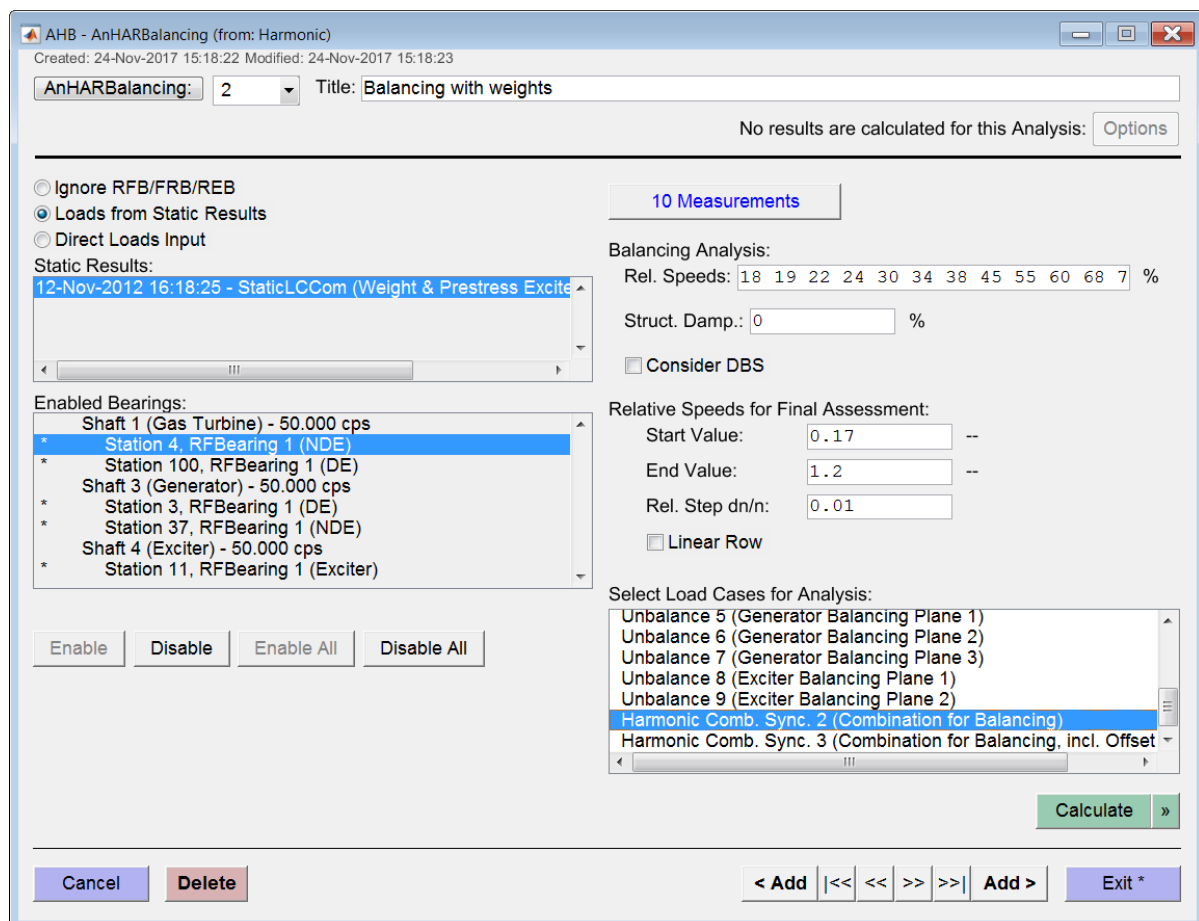 AHB - AnHARBalancing (from: Harmonic)
Created: 24-Nov-2017 15:18:22 Modified: 24-Nov-2017 15:18:23
AnHARBalancing: 2 Title: Balancing with weights
No results are calculated for this Analysis: Options
Ignore RFB/FRB/REB
Loads from Static Results
Direct Loads Input
Static Results:
12-Nov-2012 16:18:25 - StaticLCCom (Weight & Prestress Excite
Enabled Bearings:
Shaft 1 (Gas Turbine) - 50.000 cps
* Station 4, RFBearing 1 (NDE)
* Station 100, RFBearing 1 (DE)
Shaft 3 (Generator) - 50.000 cps
* Station 3, RFBearing 1 (DE)
* Station 37, RFBearing 1 (NDE)
Shaft 4 (Exciter) - 50.000 cps
* Station 11, RFBearing 1 (Exciter)
Enable Disable Enable All Disable All
10 Measurements
Balancing Analysis:
Rel. Speeds: 18 19 22 24 30 34 38 45 55 60 68 7 %
Struct. Damp.: 0 %
Consider DBS
Relative Speeds for Final Assessment:
Start Value: 0.17 --
End Value: 1.2 --
Rel. Step dn/n: 0.01
Linear Row
Select Load Cases for Analysis:
Unbalance 5 (Generator Balancing Plane 1)
Unbalance 6 (Generator Balancing Plane 2)
Unbalance 7 (Generator Balancing Plane 3)
Unbalance 8 (Exciter Balancing Plane 1)
Unbalance 9 (Exciter Balancing Plane 2)
Harmonic Comb. Sync. 2 (Combination for Balancing)
Harmonic Comb. Sync. 3 (Combination for Balancing, incl. Offset
Calculate »
Cancel Delete < Add |<< << >> >>| Add > Exit *